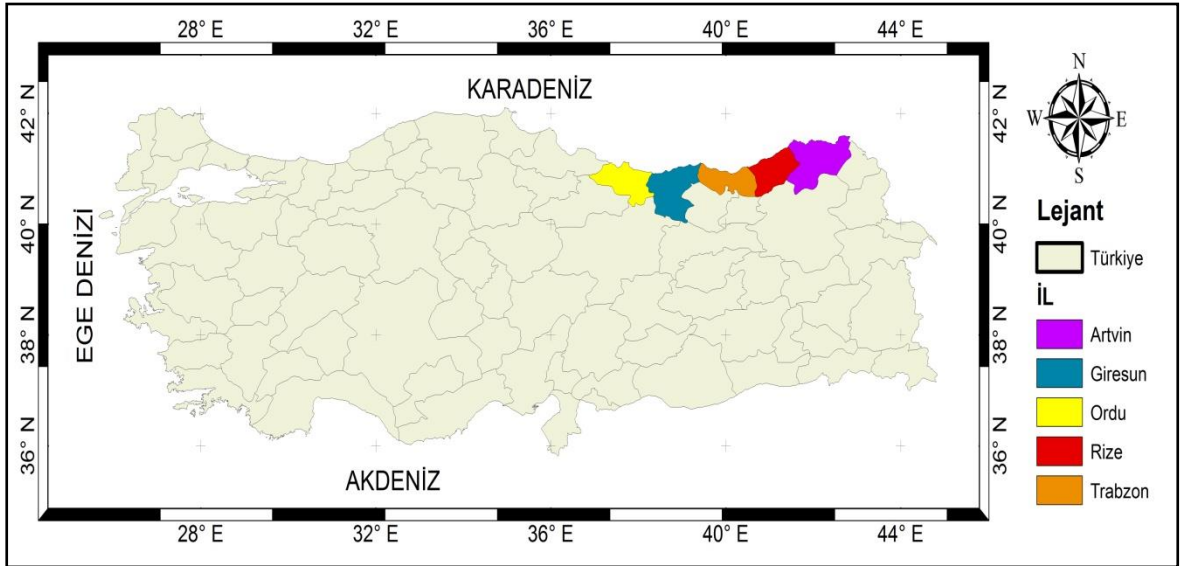 28° E 32° E 36° E 40° E 44° E
KARADENİZ
42° N
40° N
38° N
36° N
EGE DENİZİ
AKDENİZ
42° N
40° N
38° N
36° N
28° E 32° E 36° E 40° E 44° E
N
W E
S
Lejant
Türkiye
İL
Artvin
Giresun
Ordu
Rize
Trabzon